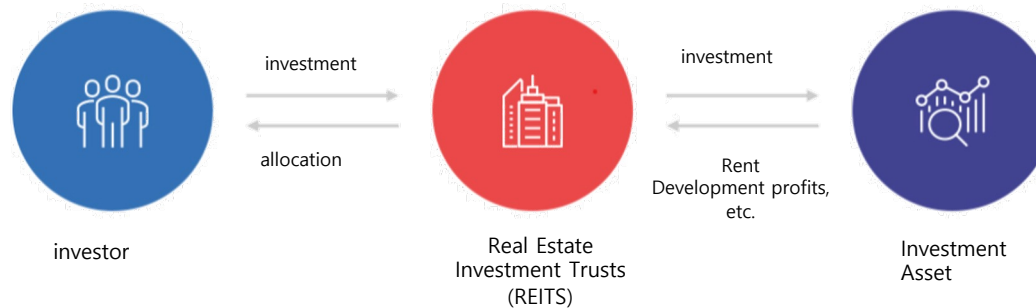 investment
allocation
investment
Rent
Development profits,
etc.
investor
Real Estate
Investment Trusts
(REITS)
Investment
Asset